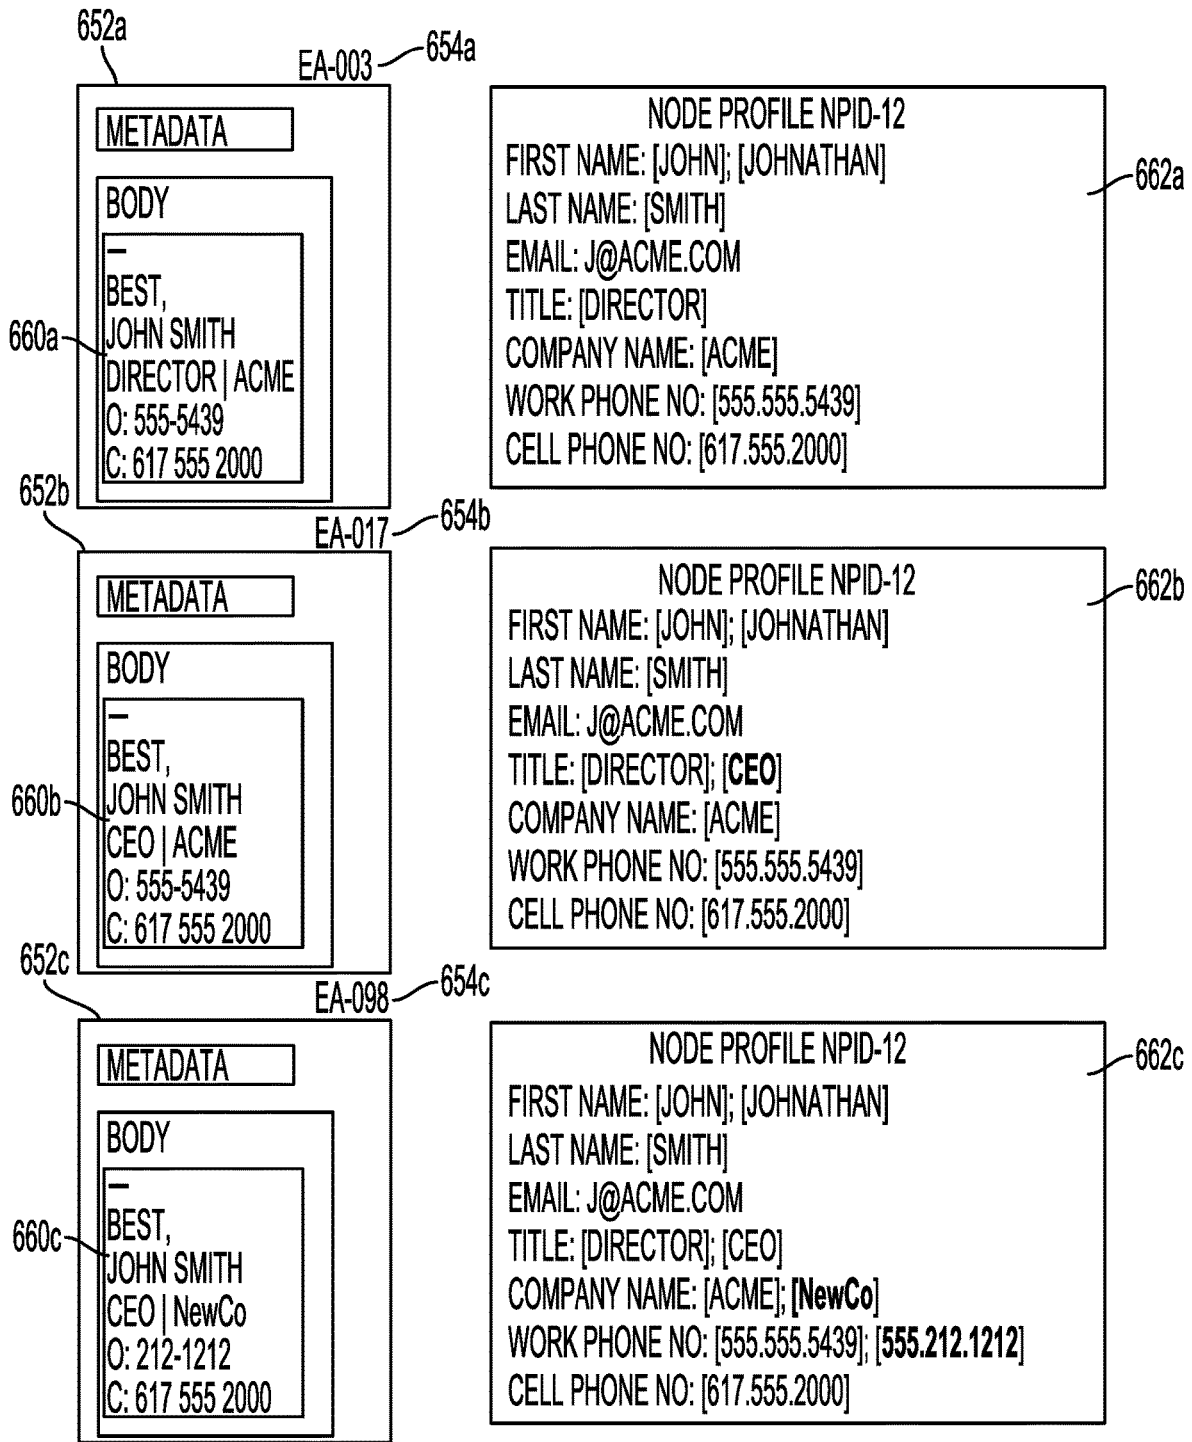 652a
EA-003
654a
METADATA
BODY
—
BEST,
JOHN SMITH
DIRECTOR | ACME
O: 555-5439
C: 617 555 2000
660a
NODE PROFILE NPID-12
FIRST NAME: [JOHN]; [JOHNATHAN]
LAST NAME: [SMITH]
EMAIL: J@ACME.COM
TITLE: [DIRECTOR]
COMPANY NAME: [ACME]
WORK PHONE NO: [555.555.5439]
CELL PHONE NO: [617.555.2000]
662a
652b
EA-017
654b
METADATA
BODY
—
BEST,
JOHN SMITH
CEO | ACME
O: 555-5439
C: 617 555 2000
660b
NODE PROFILE NPID-12
FIRST NAME: [JOHN]; [JOHNATHAN]
LAST NAME: [SMITH]
EMAIL: J@ACME.COM
TITLE: [DIRECTOR]; [CEO]
COMPANY NAME: [ACME]
WORK PHONE NO: [555.555.5439]
CELL PHONE NO: [617.555.2000]
662b
652c
EA-098
654c
METADATA
BODY
—
BEST,
JOHN SMITH
CEO | NewCo
O: 212-1212
C: 617 555 2000
660c
NODE PROFILE NPID-12
FIRST NAME: [JOHN]; [JOHNATHAN]
LAST NAME: [SMITH]
EMAIL: J@ACME.COM
TITLE: [DIRECTOR]; [CEO]
COMPANY NAME: [ACME]; [NewCo]
WORK PHONE NO: [555.555.5439]; [555.212.1212]
CELL PHONE NO: [617.555.2000]
662c